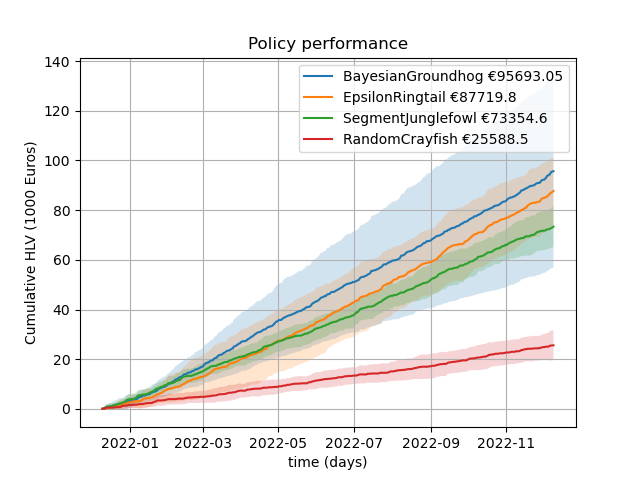 Policy performance
BayesianGroundhog €95693.05
EpsilonRingtail €87719.8
SegmentJunglefowl €73354.6
RandomCrayfish €25588.5
Cumulative HLV (1000 Euros)
140
120
100
80
60
40
20
0
2022-01 2022-03 2022-05 2022-07 2022-09 2022-11
time (days)